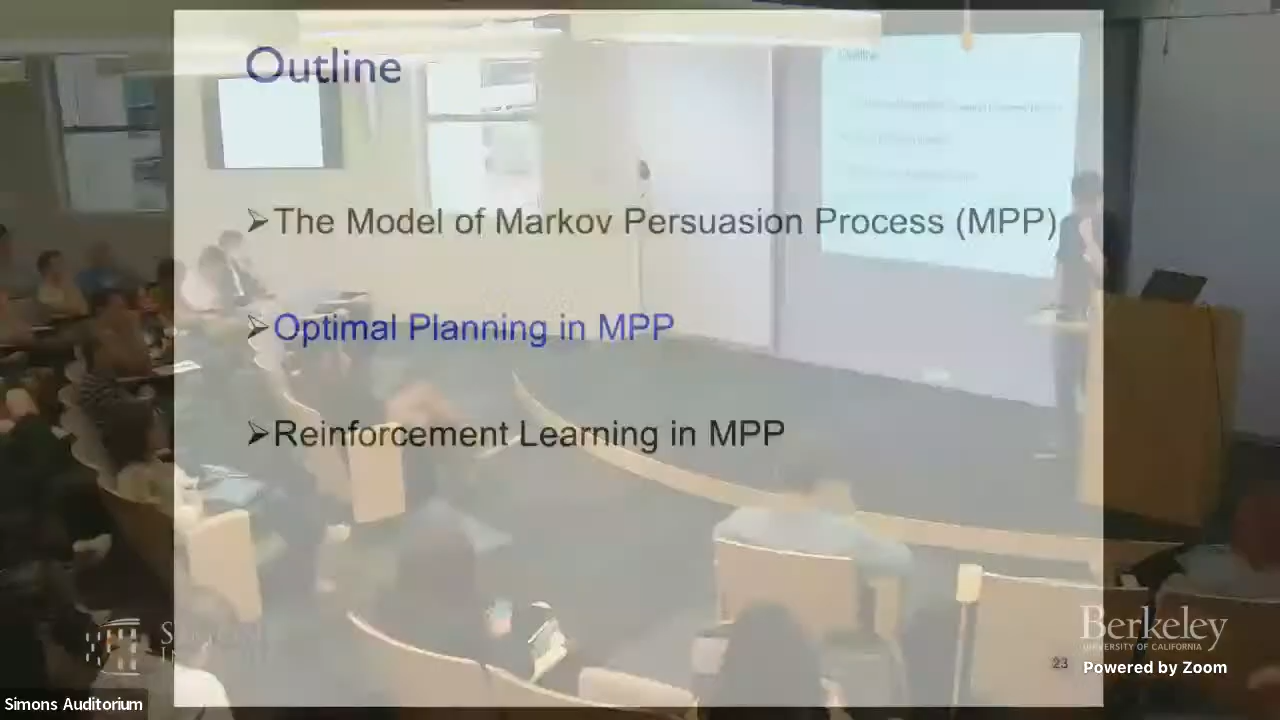 Outline
➢The Model of Markov Persuasion Process (MPP)
➢Optimal Planning in MPP
➢Reinforcement Learning in MPP
Berkeley
UNIVERSITY OF CALIFORNIA
23
Powered by Zoom
Simons Auditorium